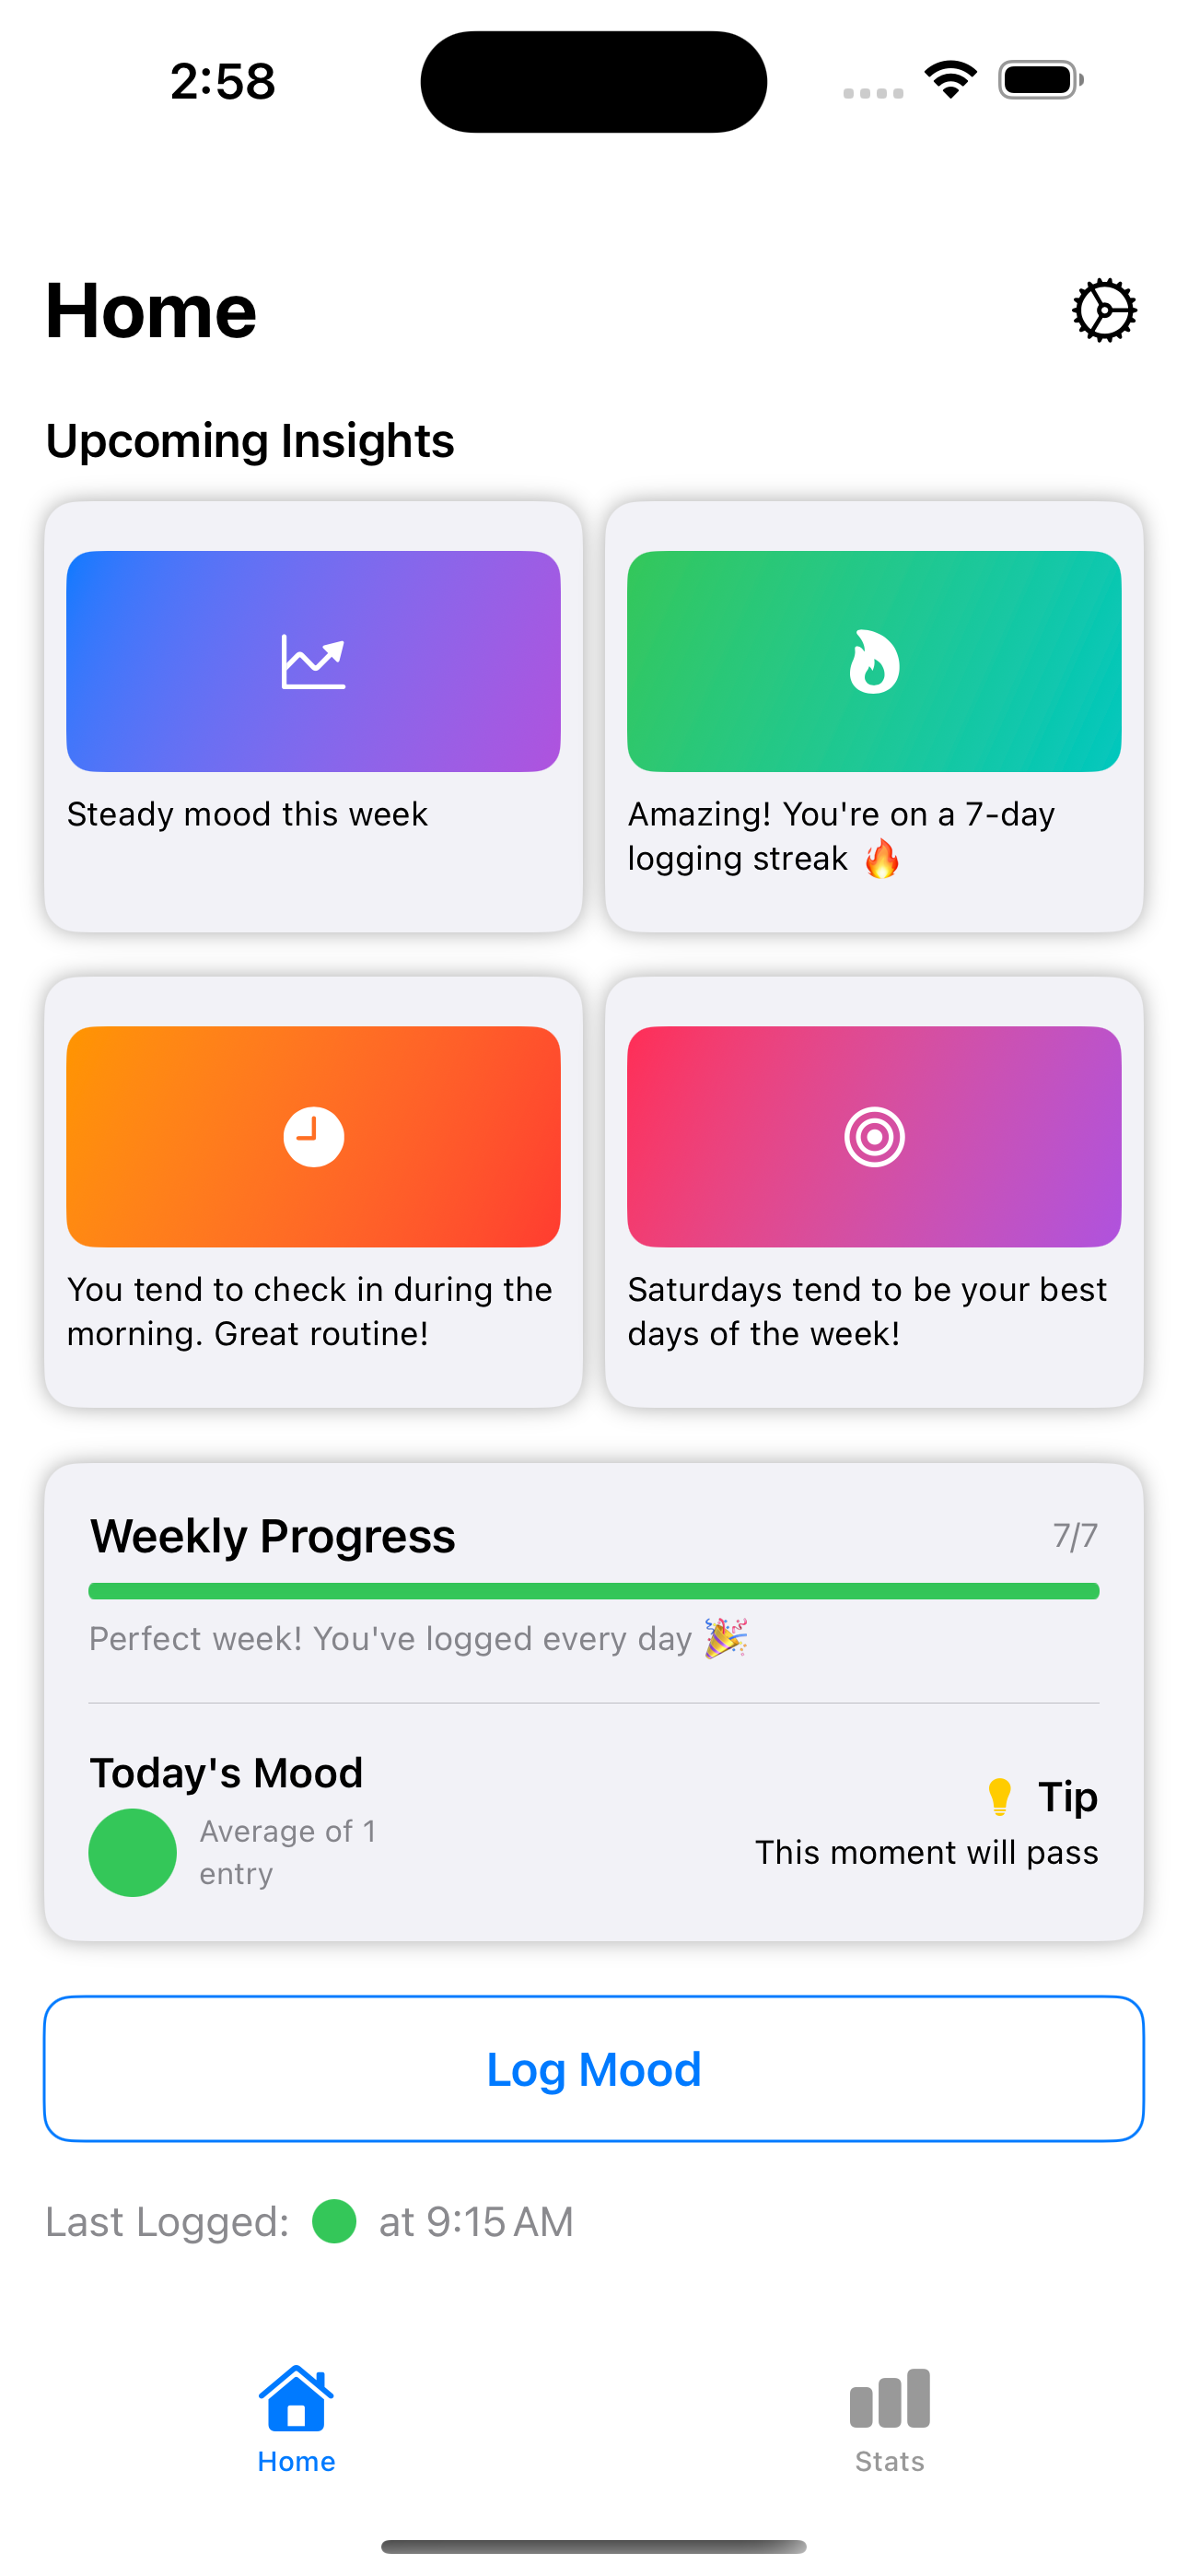 2:58
Home
Upcoming Insights
Steady mood this week
Amazing! You're on a 7-day
logging streak 🔥
You tend to check in during the
morning. Great routine!
Saturdays tend to be your best
days of the week!
Weekly Progress
7/7
Perfect week! You've logged every day 🎉
Today's Mood
Average of 1
entry
Tip
This moment will pass
Log Mood
Last Logged: at 9:15 AM
Home
Stats